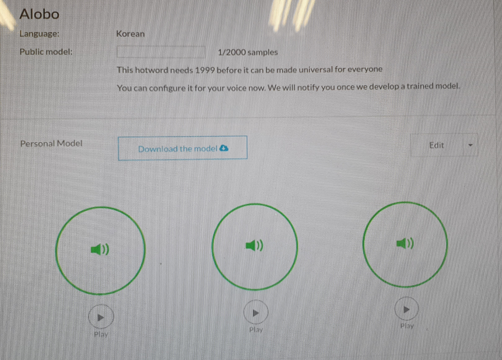 Alobo
Language: Korean
Public model: 1/2000 samples
This hotword needs 1999 before it can be made universal for everyone
You can configure it for your voice now. We will notify you once we develop a trained model.
Personal Model Download the model Edit
Play Play Play